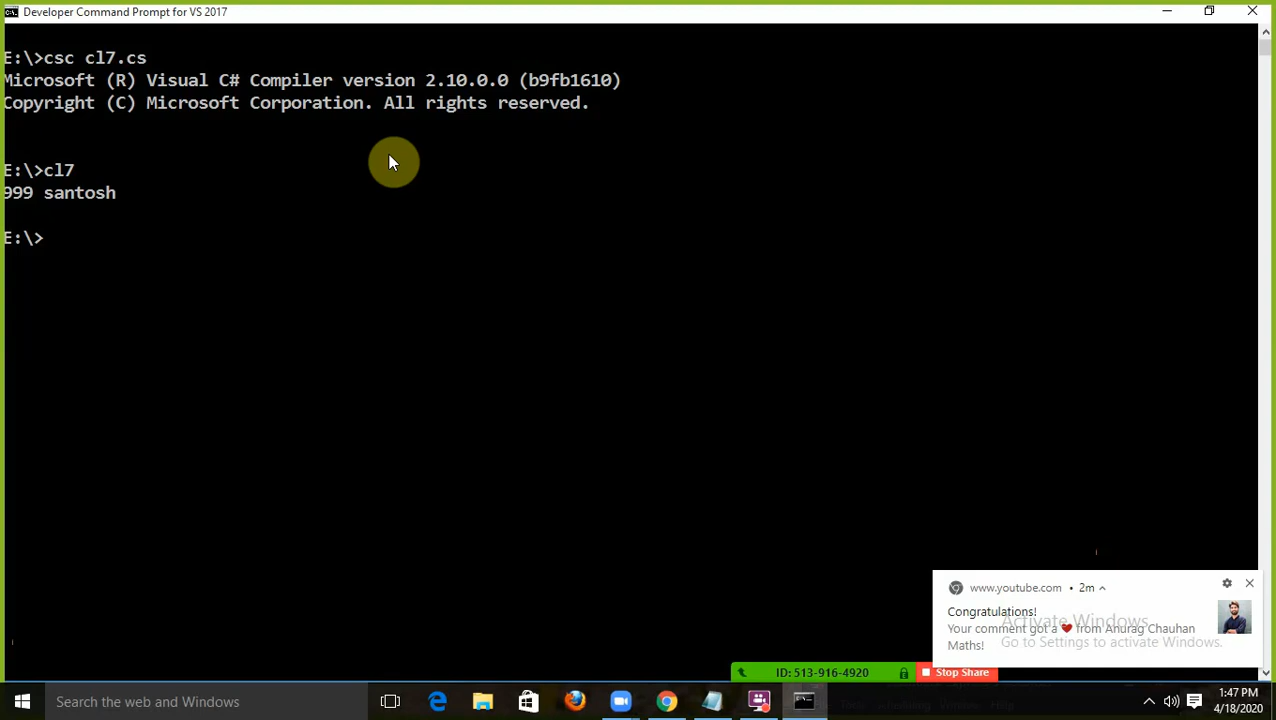 Developer Command Prompt for VS 2017
E:\>csc cl7.cs
Microsoft (R) Visual C# Compiler version 2.10.0.0 (b9fb1610)
Copyright (C) Microsoft Corporation. All rights reserved.
E:\>cl7
999 santosh
E:\>
www.youtube.com • 2m
Congratulations!
Your comment got a ❤ from Anurag Chauhan
Maths!
Activate Windows
Go to Settings to activate Windows.
ID: 513-916-4920
Stop Share
Search the web and Windows
1:47 PM
4/18/2020